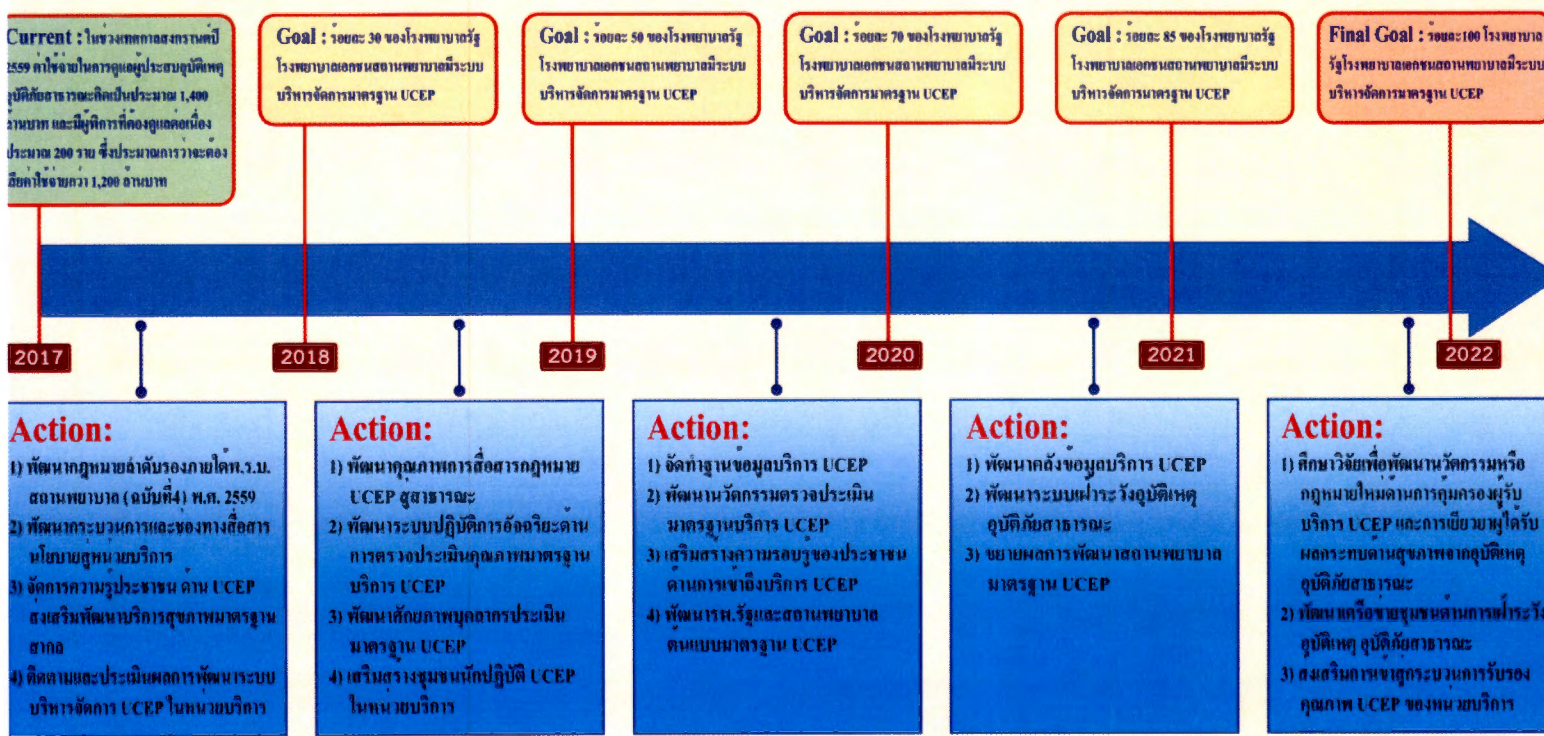 Current : ในช่วงเทศกาลสงกรานต์ปี
2559 ค่าใช้จ่ายในการดูแลผู้ประสบอุบัติเหตุ
อุบัติภัยสาธารณะคิดเป็นประมาณ 1,400
ล้านบาท และมีผู้พิการที่ต้องดูแลต่อเนื่อง
ประมาณ 200 ราย ซึ่งประมาณการว่าจะต้อง
เสียค่าใช้จ่ายกว่า 1,200 ล้านบาท
Goal : ร้อยละ 30 ของโรงพยาบาลรัฐ
โรงพยาบาลเอกชนสถานพยาบาลมีระบบ
บริหารจัดการมาตรฐาน UCEP
Goal : ร้อยละ 50 ของโรงพยาบาลรัฐ
โรงพยาบาลเอกชนสถานพยาบาลมีระบบ
บริหารจัดการมาตรฐาน UCEP
Goal : ร้อยละ 70 ของโรงพยาบาลรัฐ
โรงพยาบาลเอกชนสถานพยาบาลมีระบบ
บริหารจัดการมาตรฐาน UCEP
Goal : ร้อยละ 85 ของโรงพยาบาลรัฐ
โรงพยาบาลเอกชนสถานพยาบาลมีระบบ
บริหารจัดการมาตรฐาน UCEP
Final Goal : ร้อยละ100 โรงพยาบาล
รัฐโรงพยาบาลเอกชนสถานพยาบาลมีระบบ
บริหารจัดการมาตรฐาน UCEP
2017
2018
2019
2020
2021
2022
Action:
1) พัฒนากฎหมายลำดับรองภายใต้พ.ร.บ.
สถานพยาบาล (ฉบับที่4) พ.ศ. 2559
2) พัฒนากระบวนการและช่องทางสื่อสาร
นโยบายสู่หน่วยบริการ
3) จัดการความรู้ประชาชน ด้าน UCEP
ส่งเสริมพัฒนาบริการสุขภาพมาตรฐาน
สากล
4) ติดตามและประเมินผลการพัฒนาระบบ
บริหารจัดการ UCEP ในหน่วยบริการ
Action:
1) พัฒนาคุณภาพการสื่อสารกฎหมาย
UCEP สู่สาธารณะ
2) พัฒนาระบบปฏิบัติการอัจฉริยะด้าน
การตรวจประเมินคุณภาพมาตรฐาน
บริการ UCEP
3) พัฒนาศักยภาพบุคลากรประเมิน
มาตรฐาน UCEP
4) เสริมสร้างชุมชนนักปฏิบัติ UCEP
ในหน่วยบริการ
Action:
1) จัดทำฐานข้อมูลบริการ UCEP
2) พัฒนานวัตกรรมตรวจประเมิน
มาตรฐานบริการ UCEP
3) เสริมสร้างความรอบรู้ของประชาชน
ด้านการเข้าถึงบริการ UCEP
4) พัฒนารพ.รัฐและสถานพยาบาล
ต้นแบบมาตรฐาน UCEP
Action:
1) พัฒนาคลังข้อมูลบริการ UCEP
2) พัฒนาระบบเฝ้าระวังอุบัติเหตุ
อุบัติภัยสาธารณะ
3) ขยายผลการพัฒนาสถานพยาบาล
มาตรฐาน UCEP
Action:
1) ศึกษาวิจัยเพื่อพัฒนานวัตกรรมหรือ
กฎหมายใหม่ด้านการคุ้มครองผู้รับ
บริการ UCEP และการเยียวยาผู้ได้รับ
ผลกระทบด้านสุขภาพจากอุบัติเหตุ
อุบัติภัยสาธารณะ
2) พัฒนาเครือข่ายชุมชนด้านการเฝ้าระวัง
อุบัติเหตุ อุบัติภัยสาธารณะ
3) ส่งเสริมการเข้าสู่กระบวนการรับรอง
คุณภาพ UCEP ของหน่วยบริการ